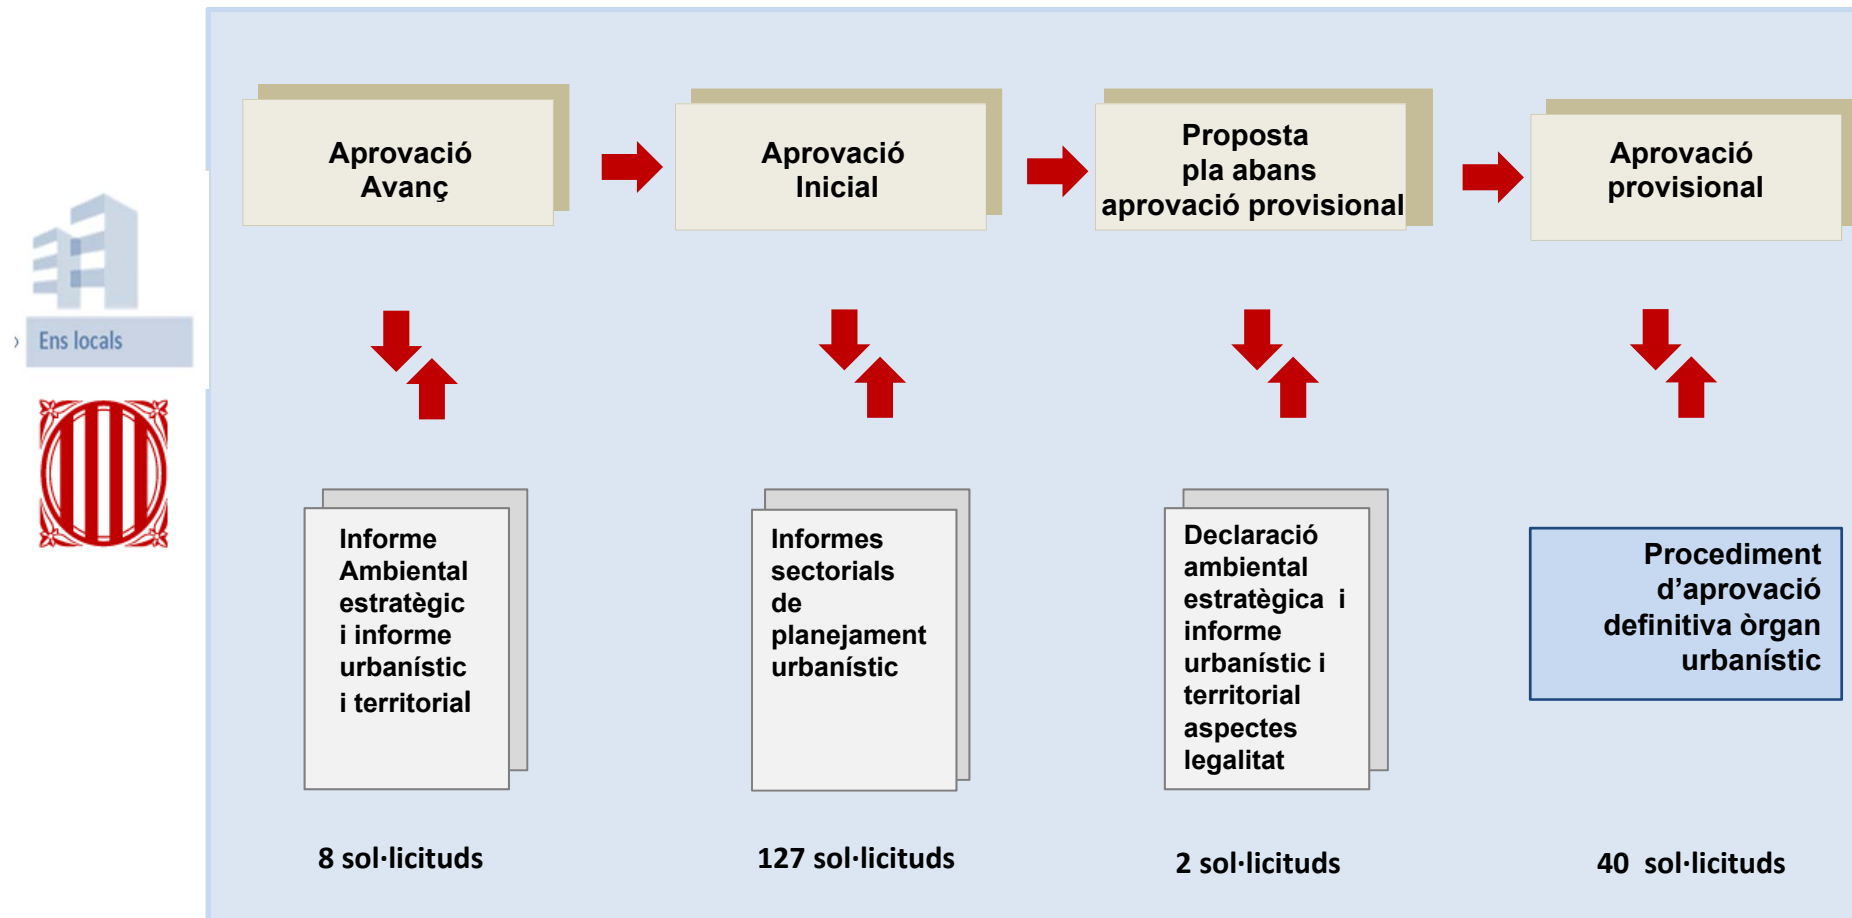 Aprovació
Avanç
Aprovació
Inicial
Proposta
pla abans
aprovació provisional
Aprovació
provisional
Ens locals
Informe
Ambiental
estratègic
i informe
urbanístic
i territorial
Informes
sectorials
de
planejament
urbanístic
Declaració
ambiental
estratègica i
informe
urbanístic i
territorial
aspectes
legalitat
Procediment
d’aprovació
definitiva òrgan
urbanístic
8 sol·licituds
127 sol·licituds
2 sol·licituds
40 sol·licituds